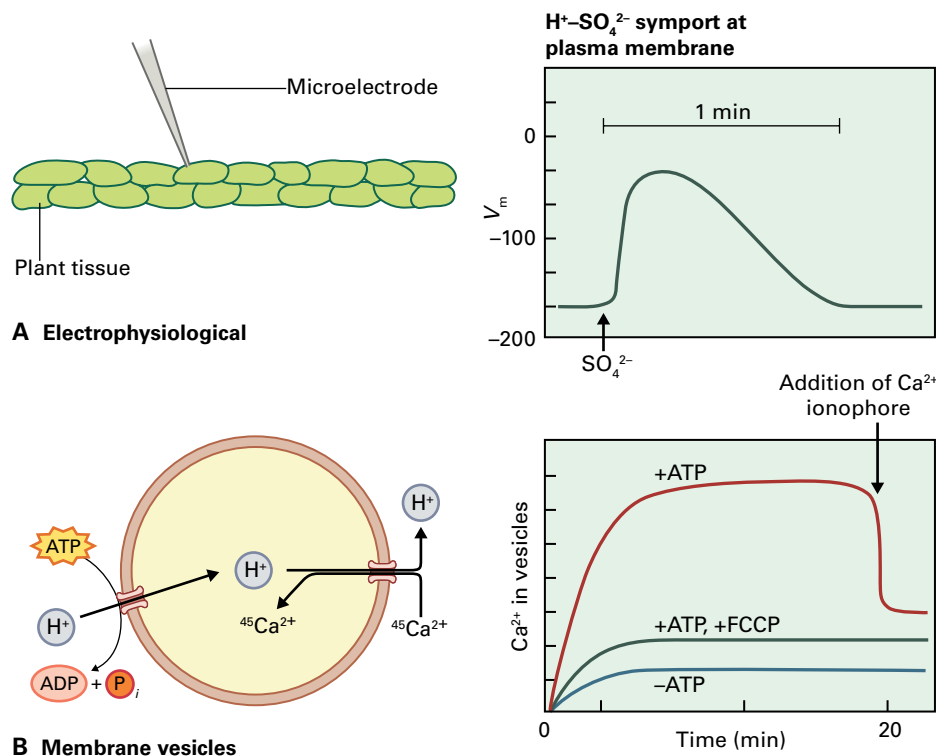 Microelectrode
Plant tissue
A Electrophysiological
H⁺–SO₄²⁻ symport at
plasma membrane
1 min
0
Vₘ
–100
–200
SO₄²⁻
ATP
H⁺
ADP + Pᵢ
H⁺
⁴⁵Ca²⁺
H⁺
⁴⁵Ca²⁺
B Membrane vesicles
Addition of Ca²⁺
ionophore
+ATP
Ca²⁺ in vesicles
+ATP, +FCCP
–ATP
0
20
Time (min)